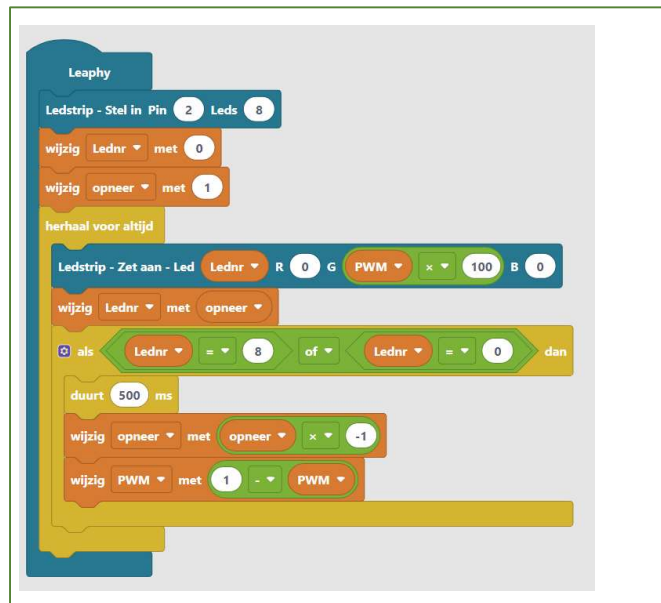 Leaphy
Ledstrip - Stel in Pin 2 Leds 8
wijzig Lednr met 0
wijzig opneer met 1
herhaal voor altijd
Ledstrip - Zet aan - Led Lednr R 0 G PWM × 100 B 0
wijzig Lednr met opneer
als Lednr = 8 of Lednr = 0 dan
duurt 500 ms
wijzig opneer met opneer × -1
wijzig PWM met 1 - PWM